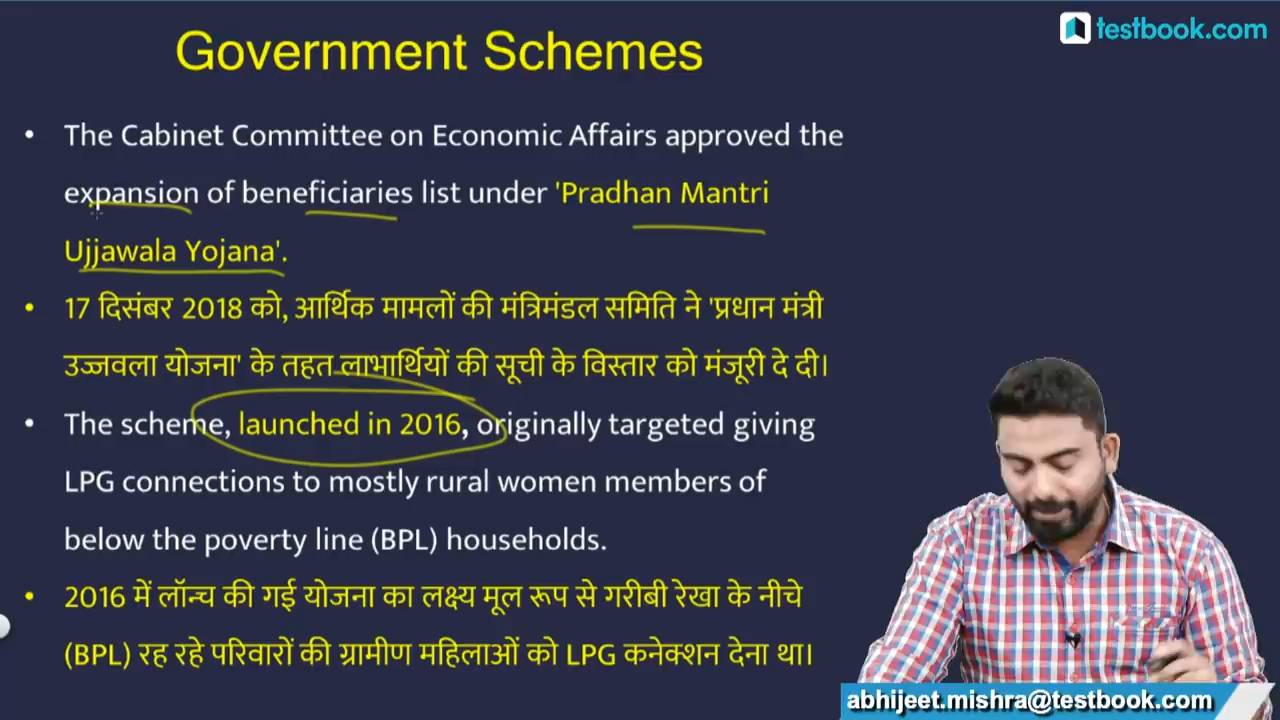 testbook.com
Government Schemes
• The Cabinet Committee on Economic Affairs approved the
expansion of beneficiaries list under 'Pradhan Mantri
Ujjawala Yojana'.
• 17 दिसंबर 2018 को, आर्थिक मामलों की मंत्रिमंडल समिति ने 'प्रधान मंत्री
उज्जवला योजना' के तहत लाभार्थियों की सूची के विस्तार को मंजूरी दे दी।
• The scheme, launched in 2016, originally targeted giving
LPG connections to mostly rural women members of
below the poverty line (BPL) households.
• 2016 में लॉन्च की गई योजना का लक्ष्य मूल रूप से गरीबी रेखा के नीचे
(BPL) रह रहे परिवारों की ग्रामीण महिलाओं को LPG कनेक्शन देना था।
abhijeet.mishra@testbook.com